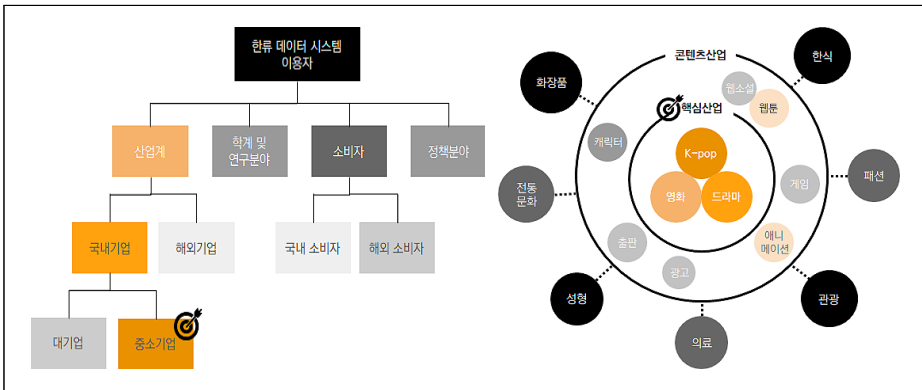 한류 데이터 시스템
이용자
산업계
학계 및
연구분야
소비자
정책분야
국내기업
해외기업
국내 소비자
해외 소비자
대기업
중소기업
콘텐츠산업
핵심산업
K-pop
영화
드라마
웹소설
웹툰
캐릭터
게임
애니
메이션
출판
광고
화장품
한식
전통
문화
패션
성형
관광
의료